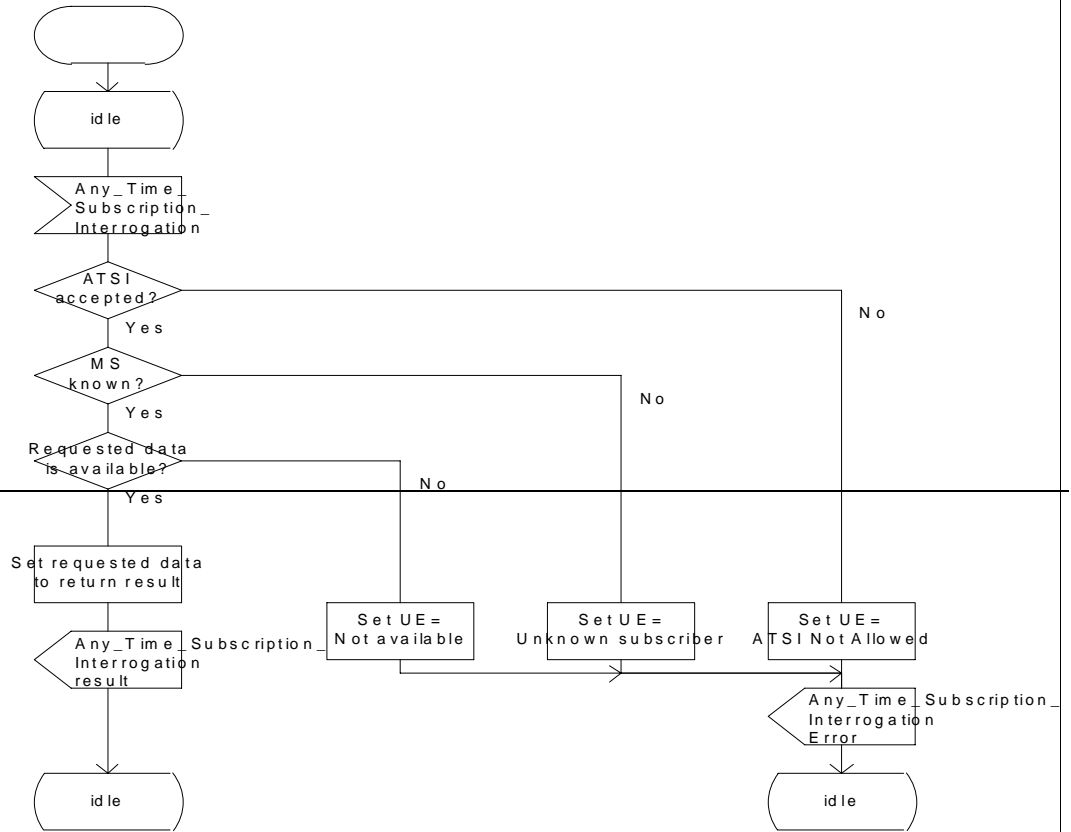 idle
Any_Time_
Subscription_
Interrogation
ATSI
accepted?
No
Yes
MS
known?
No
Yes
Requested data
is available?
No
Yes
Set requested data
to return result
Set UE=
Not available
Set UE=
Unknown subscriber
Set UE=
ATSI Not Allowed
Any_Time_Subscription_
Interrogation
result
Any_Time_Subscription_
Interrogation
Error
idle
idle